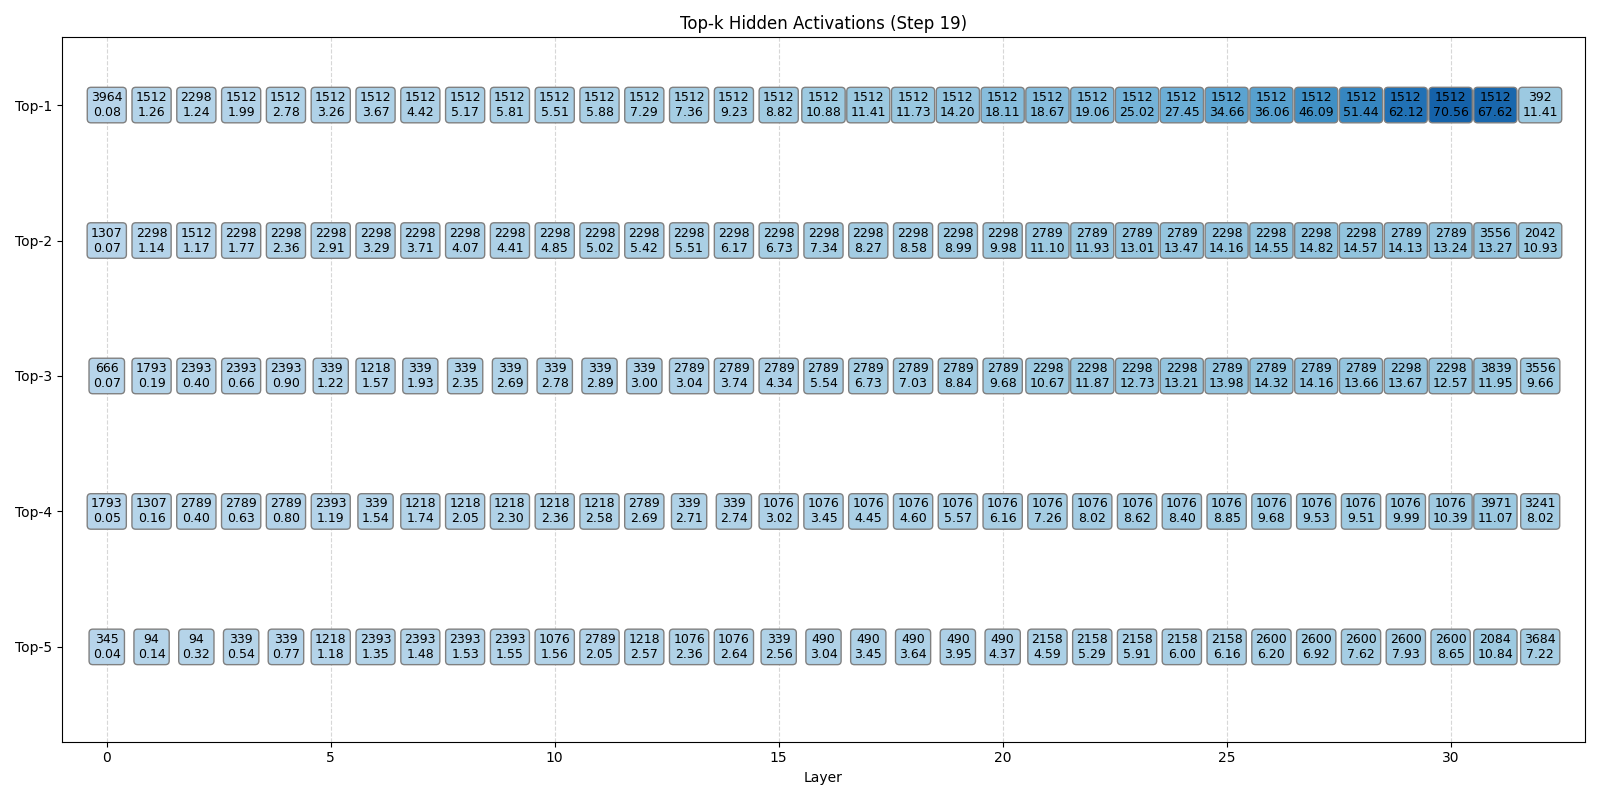 Top-k Hidden Activations (Step 19)
Top-1
3964 1512 2298 1512 1512 1512 1512 1512 1512 1512 1512 1512 1512 1512 1512 1512 1512 1512 1512 1512 1512 1512 1512 1512 1512 1512 1512 1512 1512 1512 1512 1512 392
0.08 1.26 1.24 1.99 2.78 3.26 3.67 4.42 5.17 5.81 5.51 5.88 7.29 7.36 9.23 8.82 10.88 11.41 11.73 14.20 18.11 18.67 19.06 25.02 27.45 34.66 36.06 46.09 51.44 62.12 70.56 67.62 11.41
Top-2
1307 2298 1512 2298 2298 2298 2298 2298 2298 2298 2298 2298 2298 2298 2298 2298 2298 2298 2298 2298 2298 2789 2789 2789 2789 2298 2298 2298 2298 2789 2789 3556 2042
0.07 1.14 1.17 1.77 2.36 2.91 3.29 3.71 4.07 4.41 4.85 5.02 5.42 5.51 6.17 6.73 7.34 8.27 8.58 8.99 9.98 11.10 11.93 13.01 13.47 14.16 14.55 14.82 14.57 14.13 13.24 13.27 10.93
Top-3
666 1793 2393 2393 2393 339 1218 339 339 339 339 339 339 2789 2789 2789 2789 2789 2789 2789 2789 2298 2298 2298 2298 2789 2789 2789 2789 2298 2298 3839 3556
0.07 0.19 0.40 0.66 0.90 1.22 1.57 1.93 2.35 2.69 2.78 2.89 3.00 3.04 3.74 4.34 5.54 6.73 7.03 8.84 9.68 10.67 11.87 12.73 13.21 13.98 14.32 14.16 13.66 13.67 12.57 11.95 9.66
Top-4
1793 1307 2789 2789 2789 2393 339 1218 1218 1218 1218 1218 2789 339 339 1076 1076 1076 1076 1076 1076 1076 1076 1076 1076 1076 1076 1076 1076 1076 1076 3971 3241
0.05 0.16 0.40 0.63 0.80 1.19 1.54 1.74 2.05 2.30 2.36 2.58 2.69 2.71 2.74 3.02 3.45 4.45 4.60 5.57 6.16 7.26 8.02 8.62 8.40 8.85 9.68 9.53 9.51 9.99 10.39 11.07 8.02
Top-5
345 94 94 339 339 1218 2393 2393 2393 2393 1076 2789 1218 1076 1076 339 490 490 490 490 490 2158 2158 2158 2158 2158 2600 2600 2600 2600 2600 2084 3684
0.04 0.14 0.32 0.54 0.77 1.18 1.35 1.48 1.53 1.55 1.56 2.05 2.57 2.36 2.64 2.56 3.04 3.45 3.64 3.95 4.37 4.59 5.29 5.91 6.00 6.16 6.20 6.92 7.62 7.93 8.65 10.84 7.22
0 5 10 15 20 25 30
Layer